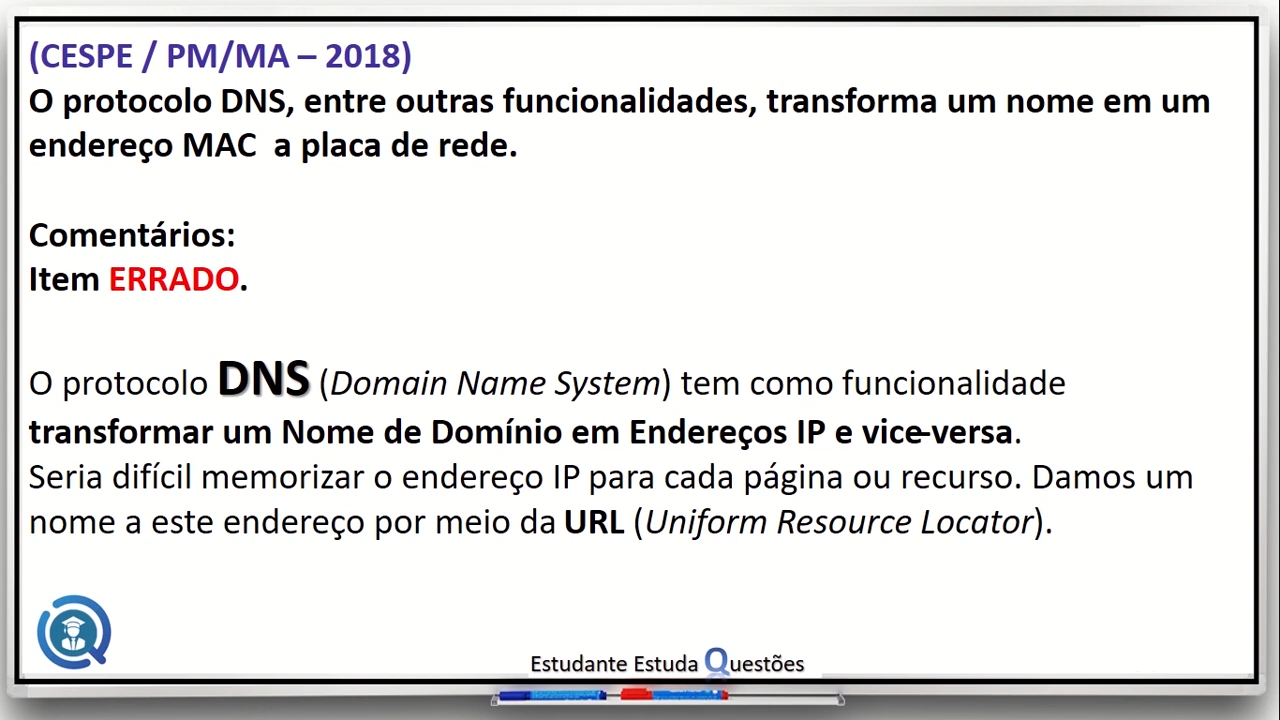 (CESPE / PM/MA – 2018)
O protocolo DNS, entre outras funcionalidades, transforma um nome em um
endereço MAC a placa de rede.
Comentários:
Item ERRADO.
O protocolo DNS (Domain Name System) tem como funcionalidade
transformar um Nome de Domínio em Endereços IP e vice-versa.
Seria difícil memorizar o endereço IP para cada página ou recurso. Damos um
nome a este endereço por meio da URL (Uniform Resource Locator).
Estudante Estuda Questões